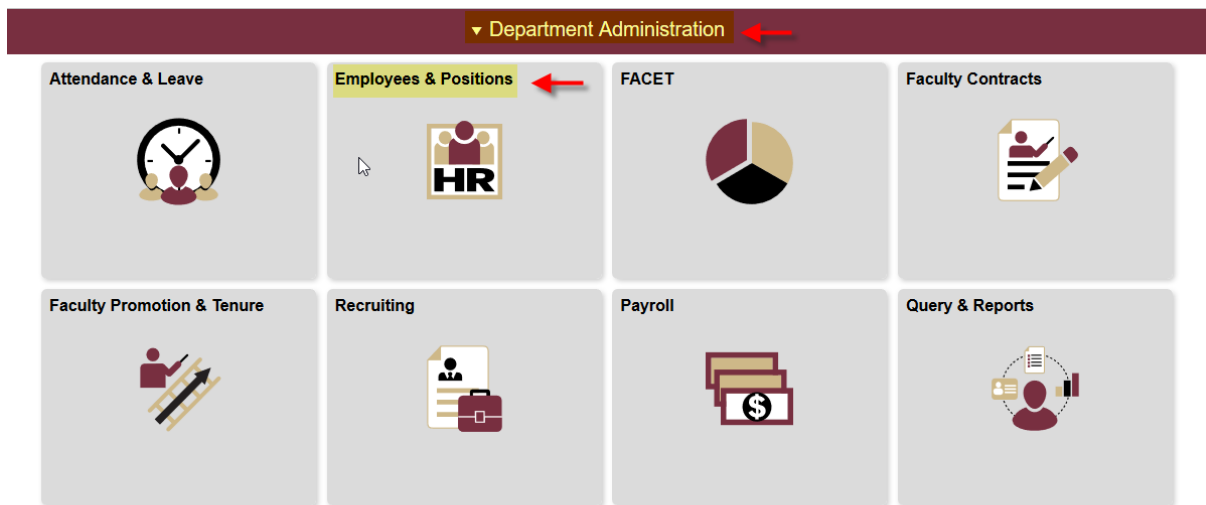 Department Administration
Attendance & Leave
Employees & Positions
FACET
Faculty Contracts
HR
Faculty Promotion & Tenure
Recruiting
Payroll
Query & Reports
$